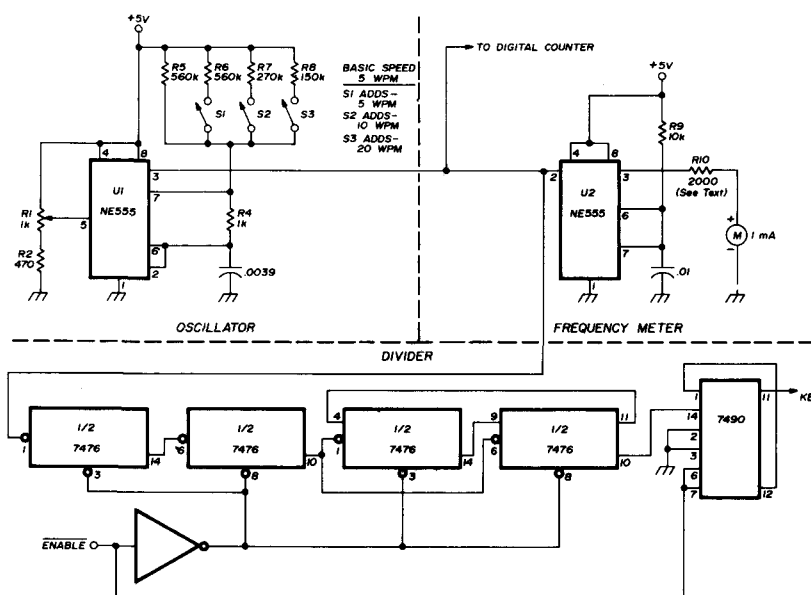 +5V
R5
560k
R6
560k
R7
270k
R8
150k
S1
S2
S3
BASIC SPEED
5 WPM
S1 ADDS-
5 WPM
S2 ADDS-
10 WPM
S3 ADDS-
20 WPM
TO DIGITAL COUNTER
+5V
4
8
3
7
U1
NE555
5
6
2
1
R1
1k
R2
470
R4
1k
.0039
OSCILLATOR
R9
10k
4
8
2
3
U2
NE555
6
7
1
R10
2000
(See Text)
+
M
-
1 mA
.01
FREQUENCY METER
DIVIDER
1/2
7476
1
14
3
1/2
7476
6
10
8
4
1/2
7476
1
14
3
9
11
1/2
7476
6
10
8
1
11
14
7490
2
3
6
7
12
KE
ENABLE